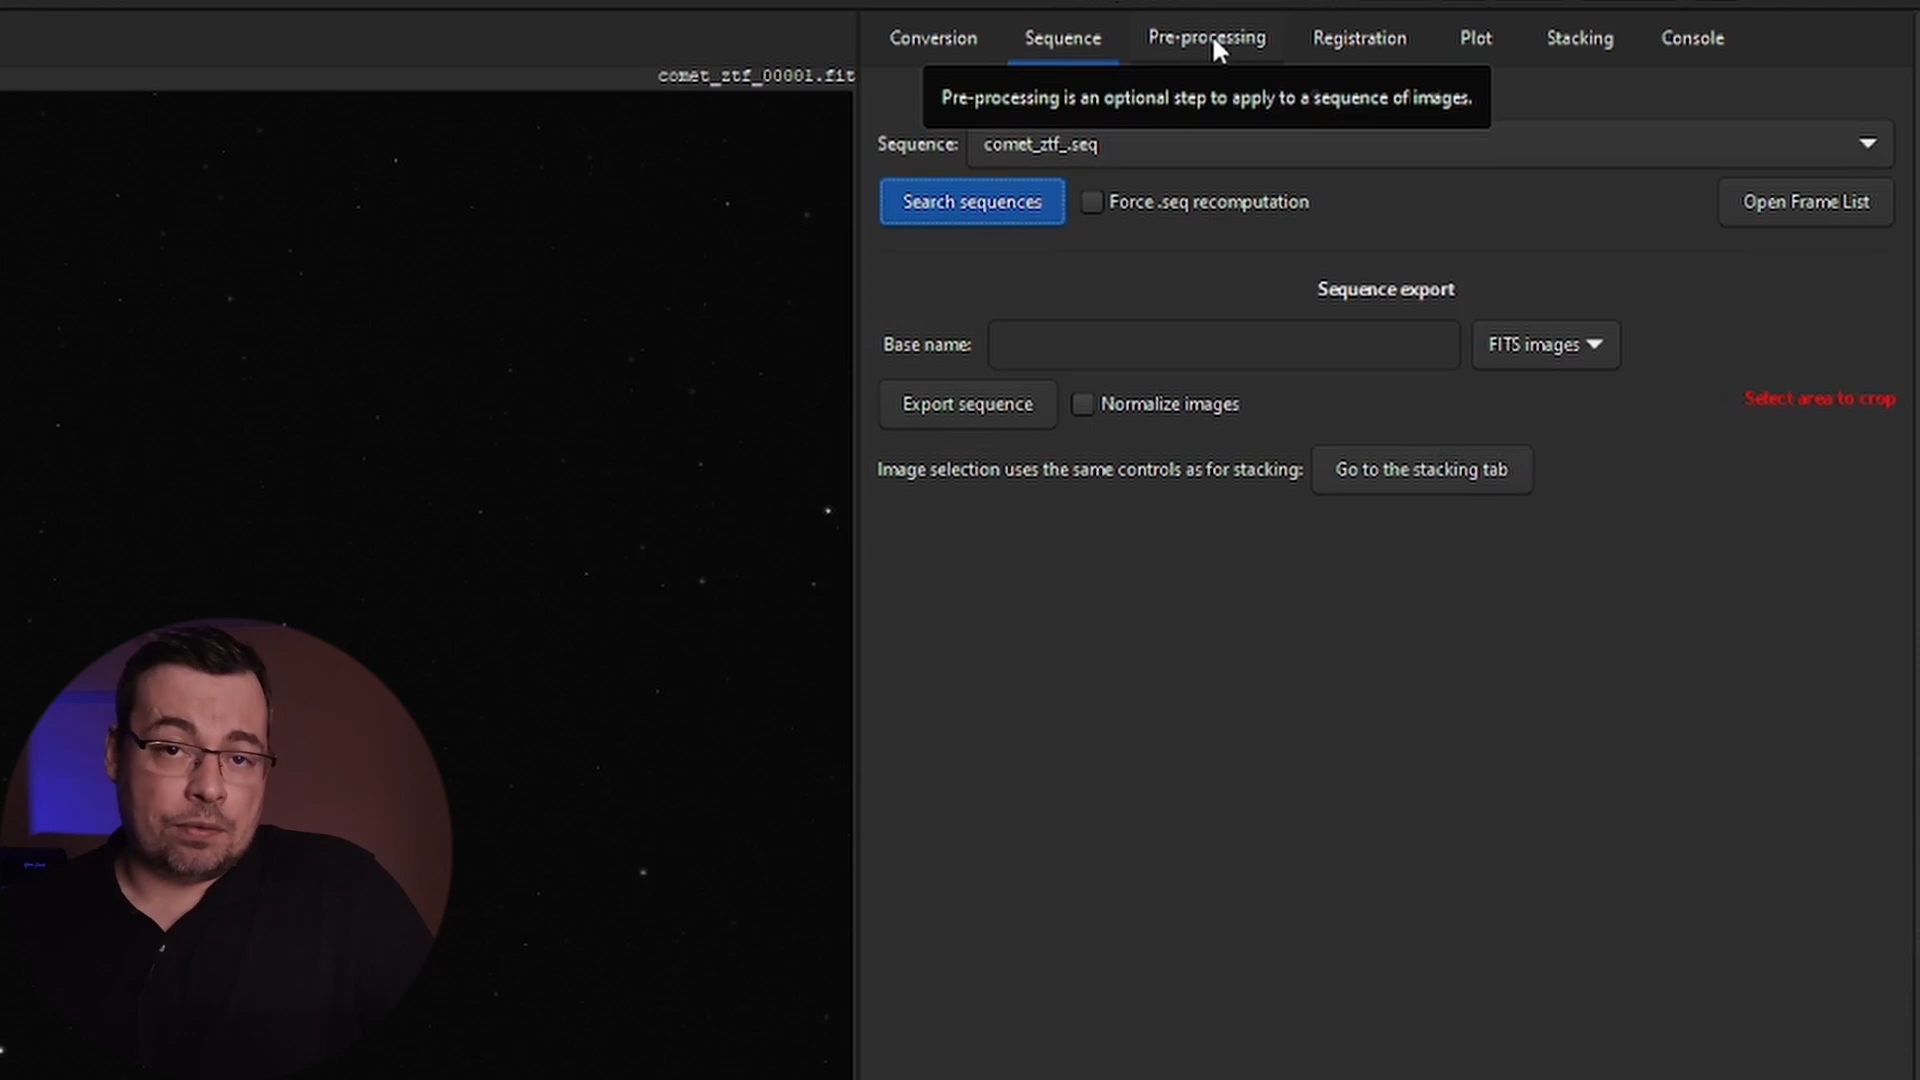 Conversion Sequence Pre-processing Registration Plot Stacking Console
comet_ztf_00001.fit
Pre-processing is an optional step to apply to a sequence of images.
Sequence: comet_ztf_.seq
Search sequences Force .seq recomputation Open Frame List
Sequence export
Base name: FITS images
Select area to crop
Export sequence Normalize images
Image selection uses the same controls as for stacking: Go to the stacking tab